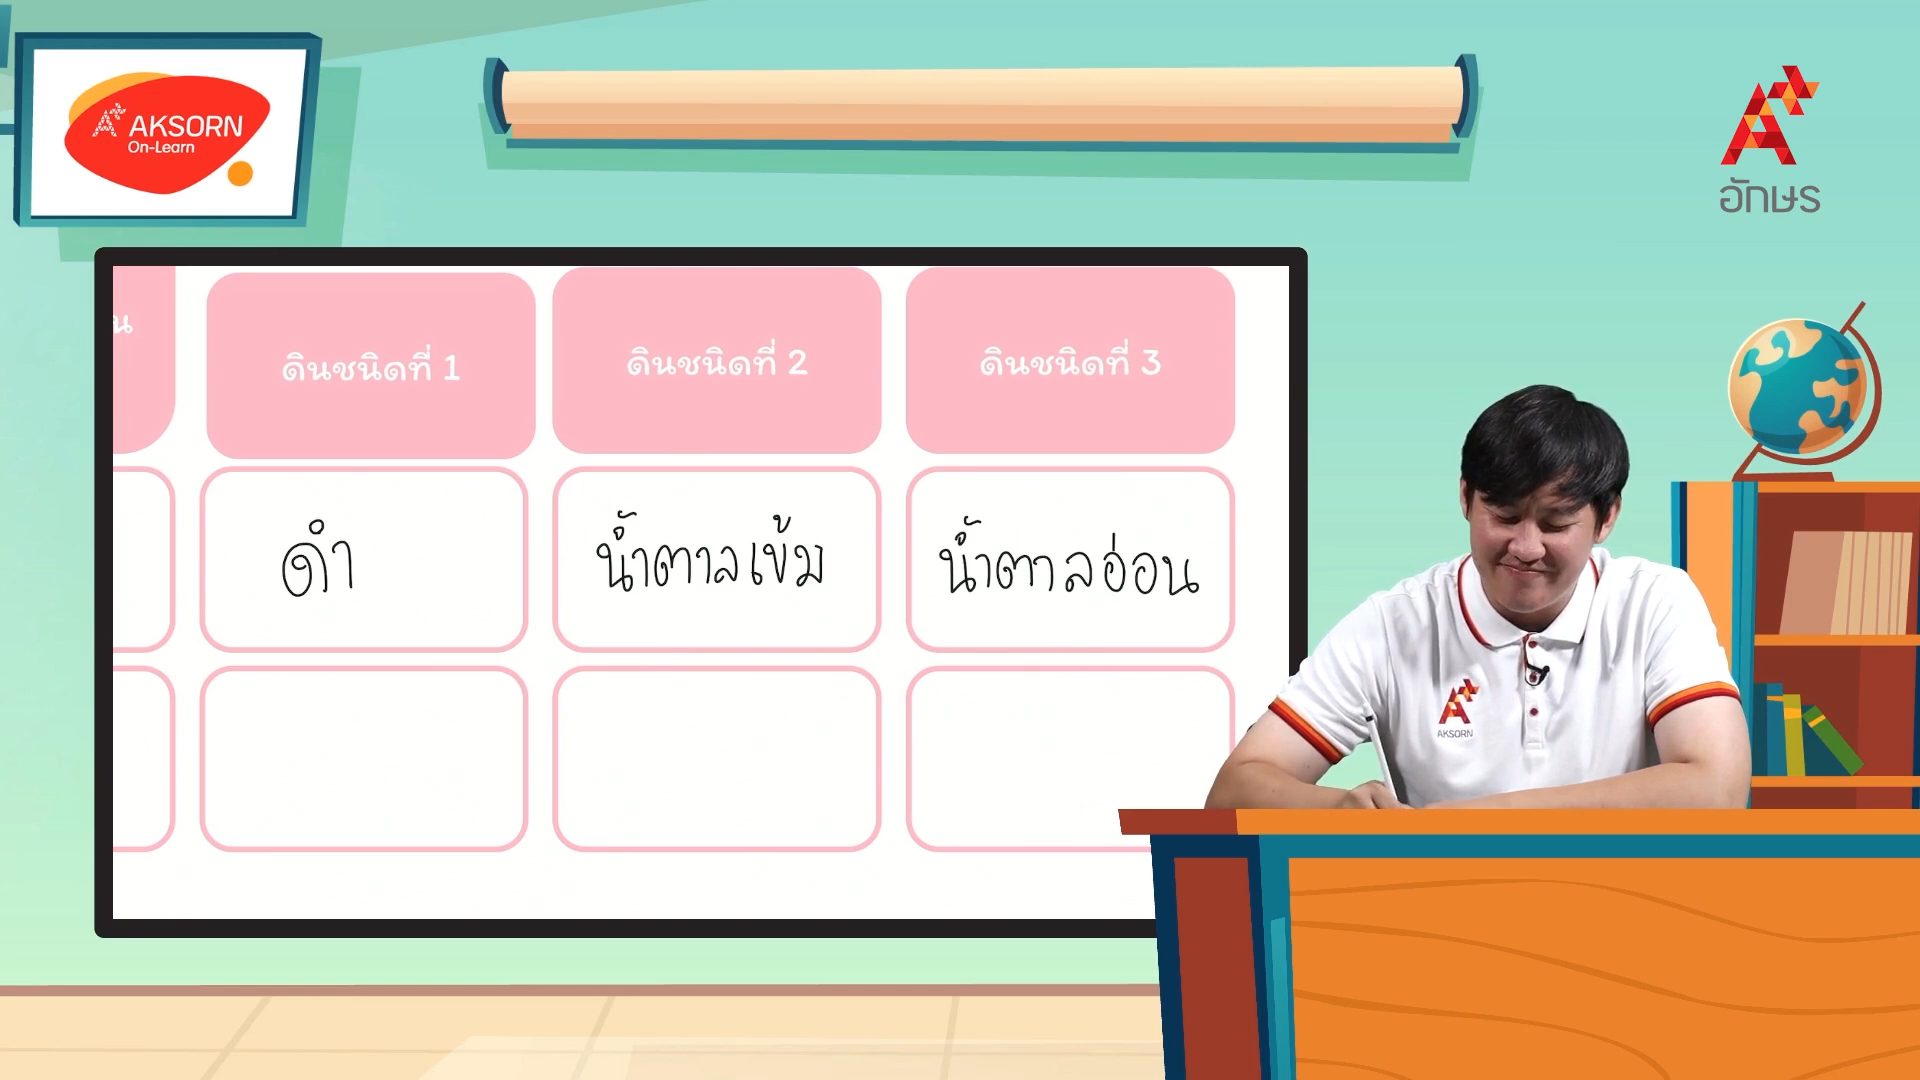 AKSORN
On-Learn
อักษร
น
ดินชนิดที่ 1
ดินชนิดที่ 2
ดินชนิดที่ 3
ดำ
น้ำตาลเข้ม
น้ำตาลอ่อน
AKSORN